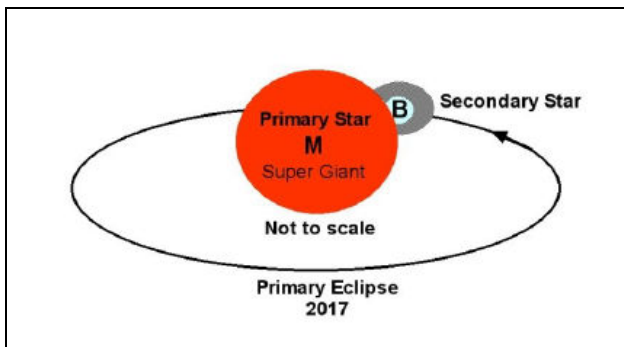 Primary Star
M
Super Giant
B
Secondary Star
Not to scale
Primary Eclipse
2017